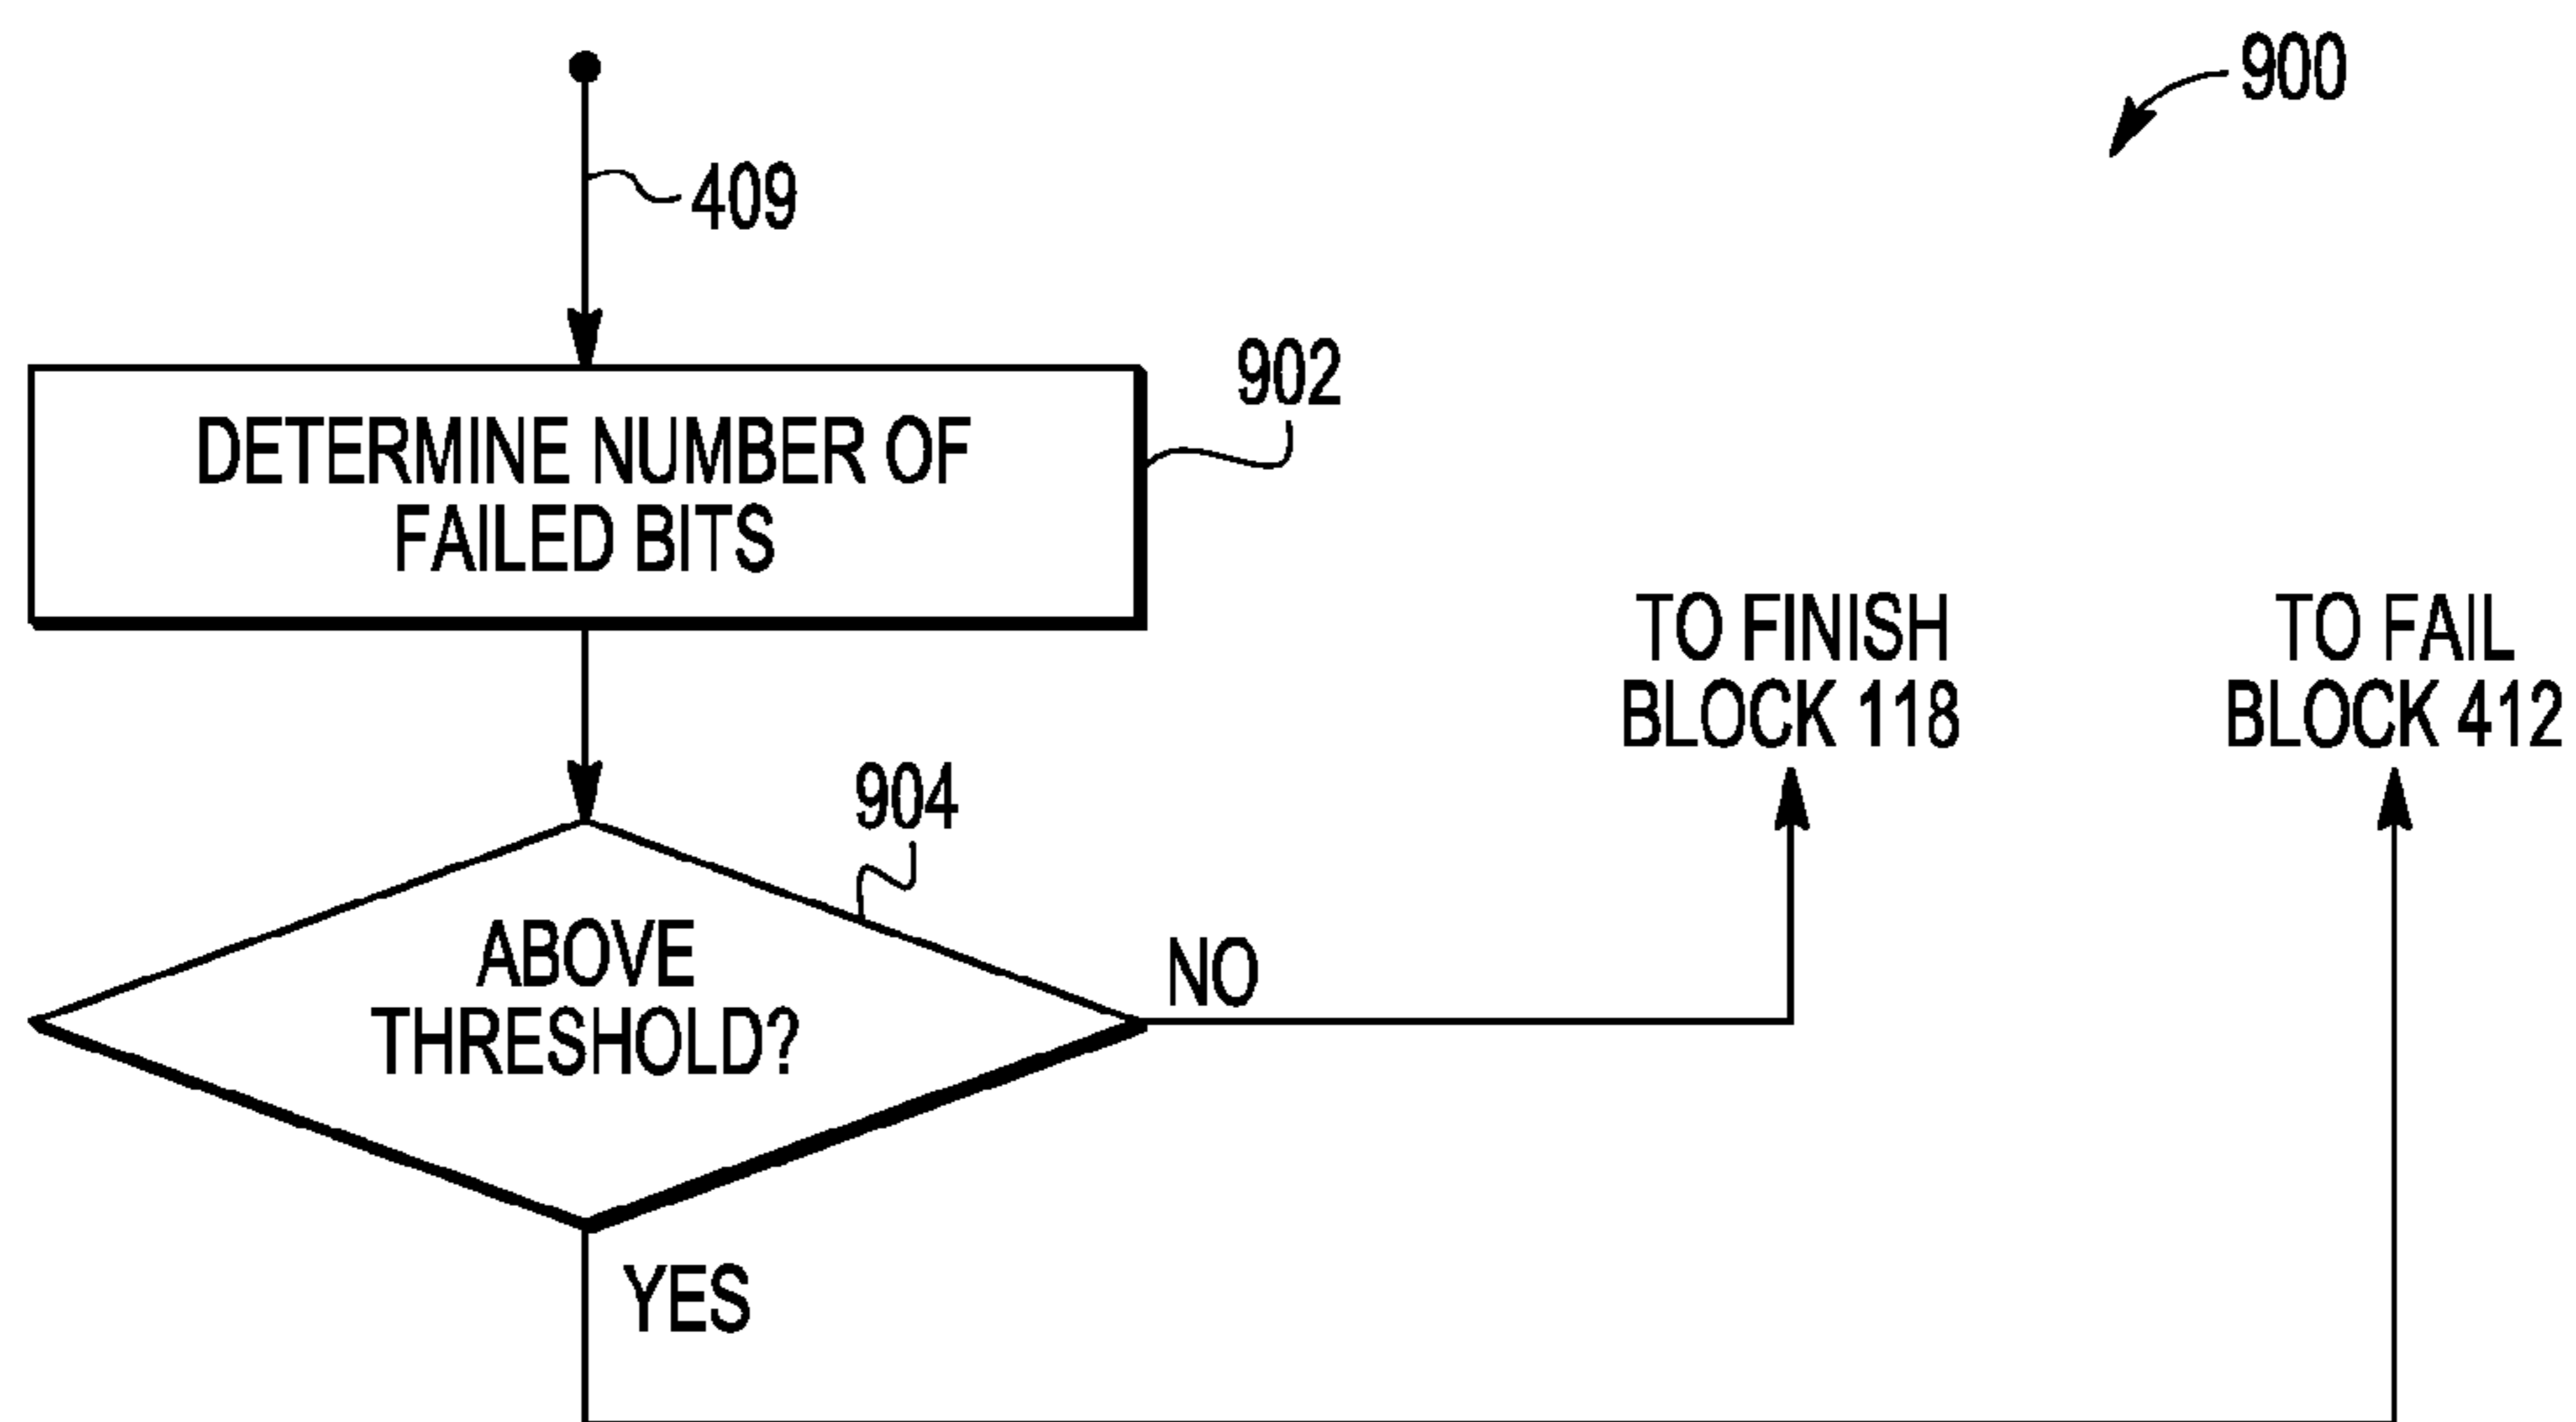 900
409
902
DETERMINE NUMBER OF
FAILED BITS
TO FINISH
BLOCK 118
TO FAIL
BLOCK 412
904
ABOVE
THRESHOLD?
NO
YES